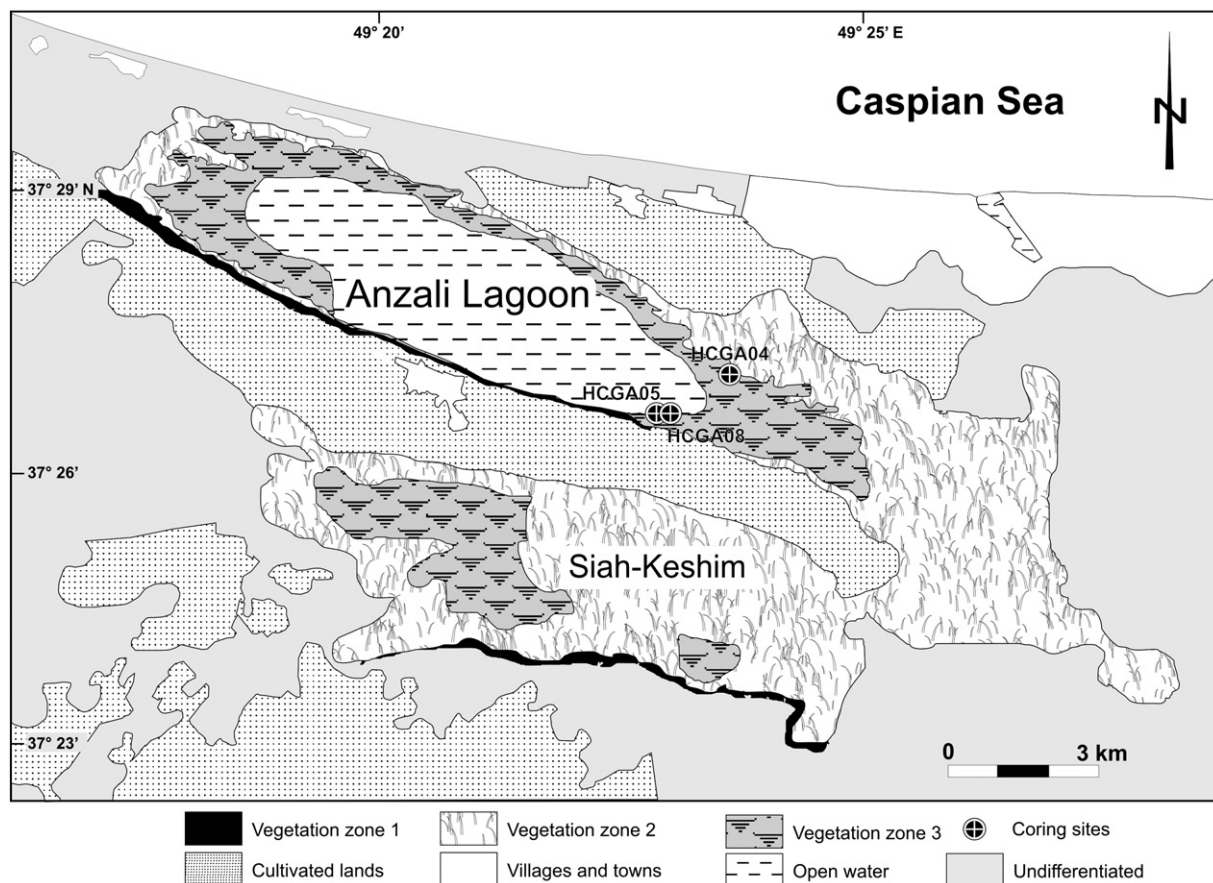 49° 20’
49° 25’ E
Caspian Sea
N
37° 29’ N
Anzali Lagoon
HCGA04
HCGA05
HCGA08
37° 26’
Siah-Keshim
37° 23’
0 3 km
Vegetation zone 1 Vegetation zone 2 Vegetation zone 3 Coring sites
Cultivated lands Villages and towns Open water Undifferentiated